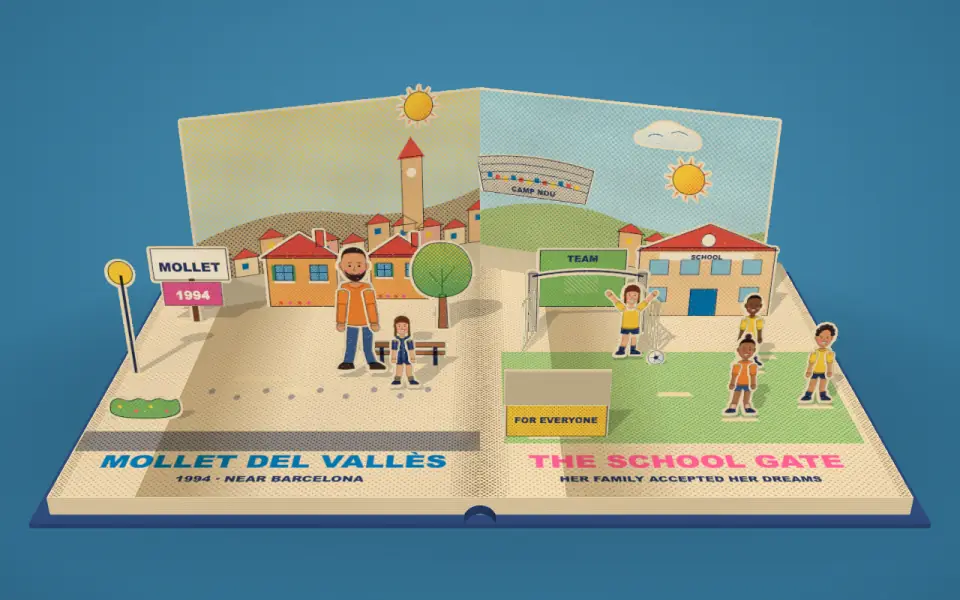 MOLLET
1994
MOLLET DEL VALLÈS
1994 · NEAR BARCELONA
CAMP NOU
TEAM
SCHOOL
FOR EVERYONE
THE SCHOOL GATE
HER FAMILY ACCEPTED HER DREAMS